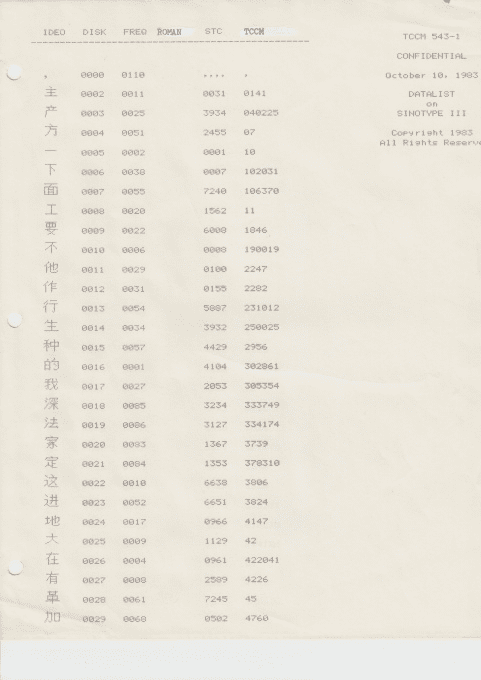 IDEO DISK FREQ ROMAN STC TCCM
, 0000 0110 .... .
主 0002 0011 0031 0141
产 0003 0025 3934 040225
方 0004 0051 2455 07
一 0005 0002 0001 10
下 0006 0038 0007 102031
面 0007 0055 7240 106370
工 0008 0020 1562 11
要 0009 0022 6008 1846
不 0010 0006 0008 190019
他 0011 0029 0100 2247
作 0012 0031 0155 2282
行 0013 0054 5887 231012
生 0014 0034 3932 250025
种 0015 0057 4429 2956
的 0016 0001 4104 302861
我 0017 0027 2053 305354
深 0018 0085 3234 333749
法 0019 0086 3127 334174
家 0020 0083 1367 3739
定 0021 0084 1353 378310
这 0022 0010 6638 3806
进 0023 0052 6651 3824
地 0024 0017 0966 4147
大 0025 0009 1129 42
在 0026 0004 0961 422041
有 0027 0008 2589 4226
革 0028 0061 7245 45
加 0029 0060 0502 4760
TCCM 543-1
CONFIDENTIAL
October 10, 1983
DATALIST
on
SINOTYPE III
Copyright 1983
All Rights Reserve